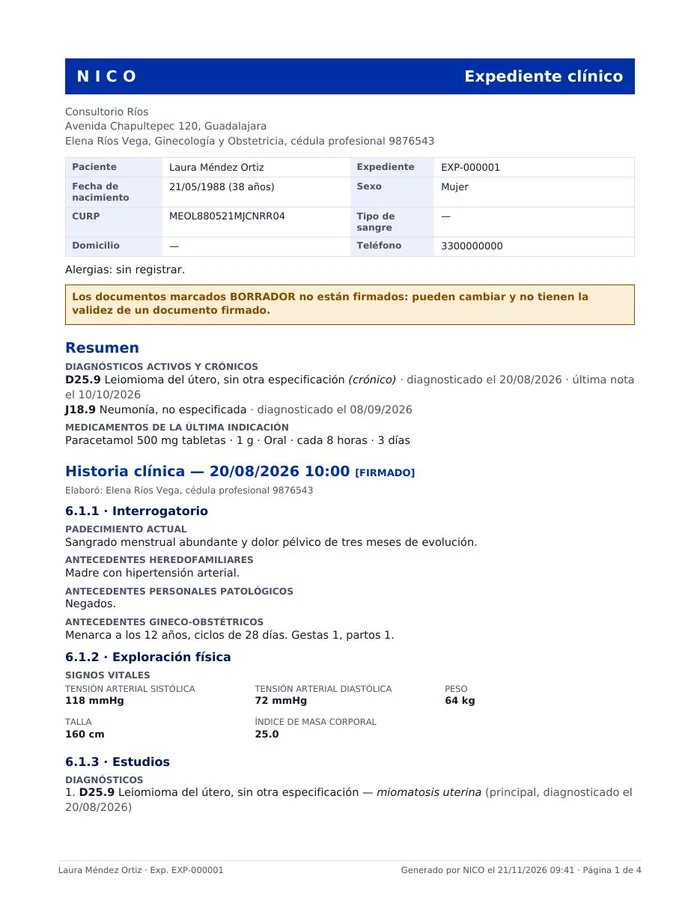 NICO
Expediente clínico
Consultorio Ríos
Avenida Chapultepec 120, Guadalajara
Elena Ríos Vega, Ginecología y Obstetricia, cédula profesional 9876543
Paciente Laura Méndez Ortiz Expediente EXP-000001
Fecha de nacimiento 21/05/1988 (38 años) Sexo Mujer
CURP MEOL880521MJCNRR04 Tipo de sangre —
Domicilio — Teléfono 3300000000
Alergias: sin registrar.
Los documentos marcados BORRADOR no están firmados: pueden cambiar y no tienen la
validez de un documento firmado.
Resumen
DIAGNÓSTICOS ACTIVOS Y CRÓNICOS
D25.9 Leiomioma del útero, sin otra especificación (crónico) · diagnosticado el 20/08/2026 · última nota
el 10/10/2026
J18.9 Neumonía, no especificada · diagnosticado el 08/09/2026
MEDICAMENTOS DE LA ÚLTIMA INDICACIÓN
Paracetamol 500 mg tabletas · 1 g · Oral · cada 8 horas · 3 días
Historia clínica — 20/08/2026 10:00 [FIRMADO]
Elaboró: Elena Ríos Vega, cédula profesional 9876543
6.1.1 · Interrogatorio
PADECIMIENTO ACTUAL
Sangrado menstrual abundante y dolor pélvico de tres meses de evolución.
ANTECEDENTES HEREDOFAMILIARES
Madre con hipertensión arterial.
ANTECEDENTES PERSONALES PATOLÓGICOS
Negados.
ANTECEDENTES GINECO-OBSTÉTRICOS
Menarca a los 12 años, ciclos de 28 días. Gestas 1, partos 1.
6.1.2 · Exploración física
SIGNOS VITALES
TENSIÓN ARTERIAL SISTÓLICA TENSIÓN ARTERIAL DIASTÓLICA PESO
118 mmHg 72 mmHg 64 kg
TALLA ÍNDICE DE MASA CORPORAL
160 cm 25.0
6.1.3 · Estudios
DIAGNÓSTICOS
1. D25.9 Leiomioma del útero, sin otra especificación — miomatosis uterina (principal, diagnosticado el
20/08/2026)
Laura Méndez Ortiz · Exp. EXP-000001
Generado por NICO el 21/11/2026 09:41 · Página 1 de 4